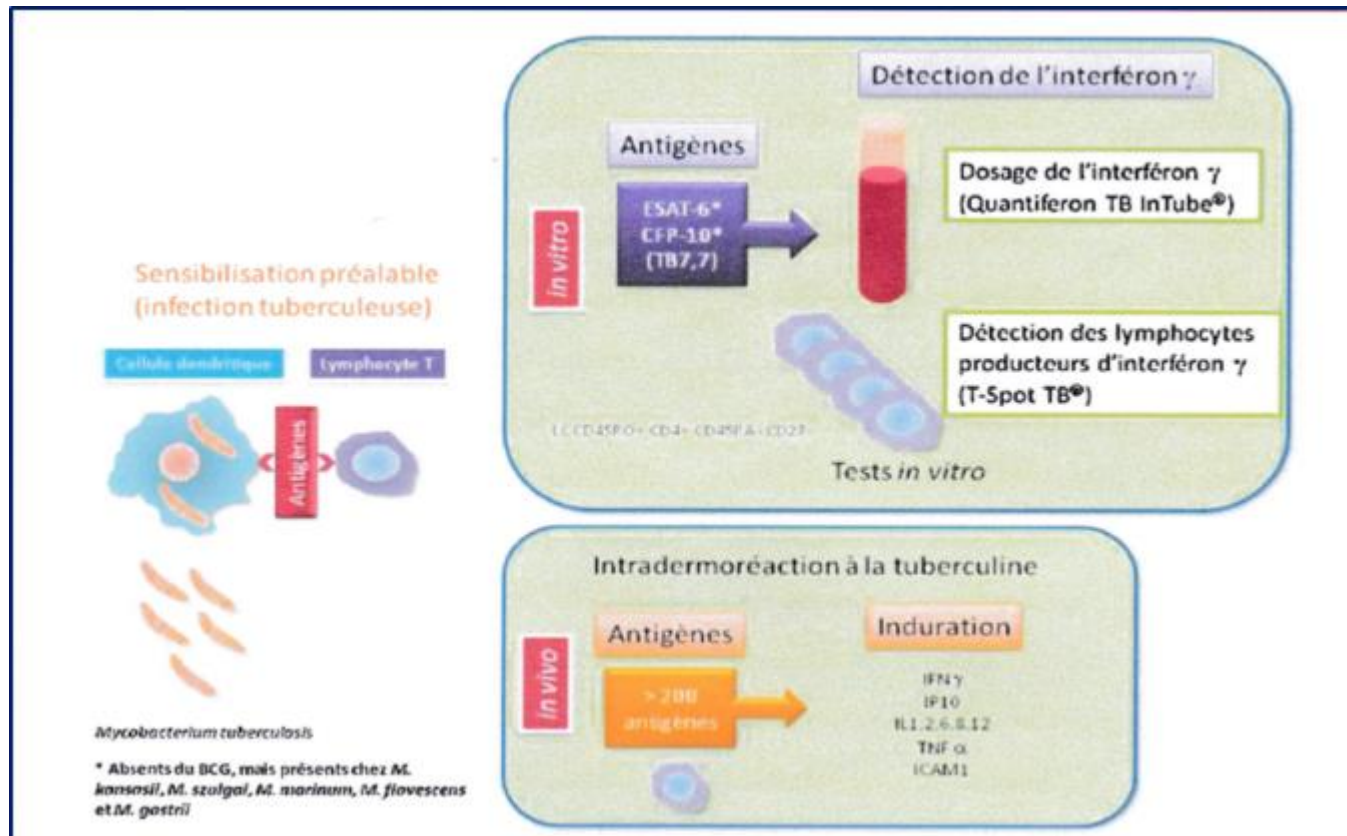 Sensibilisation préalable
(infection tuberculeuse)
Cellule dendritique
Lymphocyte T
Antigènes
Mycobacterium tuberculosis
* Absents du BCG, mais présents chez M.
kansasii, M. szulgai, M. marinum, M. flavescens
et M. gastrii
in vitro
Antigènes
ESAT-6*
CFP-10*
(TB7,7)
Détection de l'interféron γ
Dosage de l'interféron γ
(Quantiferon TB InTube®)
Détection des lymphocytes
producteurs d'interféron γ
(T-Spot TB®)
CD4+
Tests in vitro
Intradermoréaction à la tuberculine
in vivo
Antigènes
> 200
antigènes
Induration
IFN γ
IP10
IL1.2.6.8.12
TNF α
ICAM1